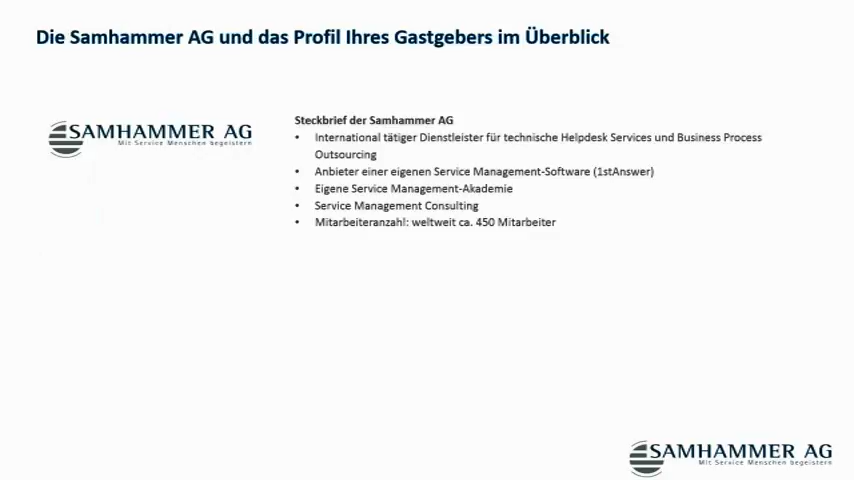 Die Samhammer AG und das Profil Ihres Gastgebers im Überblick
SAMHAMMER AG
Mit Service Menschen begeistern
Steckbrief der Samhammer AG
• International tätiger Dienstleister für technische Helpdesk Services und Business Process
Outsourcing
• Anbieter einer eigenen Service Management-Software (1stAnswer)
• Eigene Service Management-Akademie
• Service Management Consulting
• Mitarbeiteranzahl: weltweit ca. 450 Mitarbeiter
SAMHAMMER AG
Mit Service Menschen begeistern